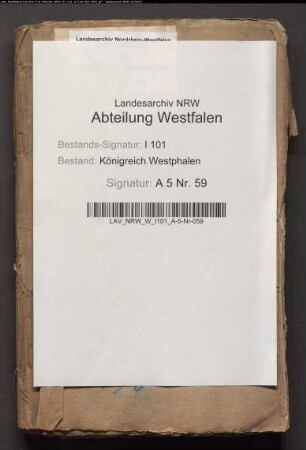 Landesarchiv Nordrhein-Westfalen
Landesarchiv NRW
Abteilung Westfalen
Bestands-Signatur: I 101
Bestand: Königreich Westphalen
Signatur: A 5 Nr. 59
LAV_NRW_W_I101_A-5-Nr-059